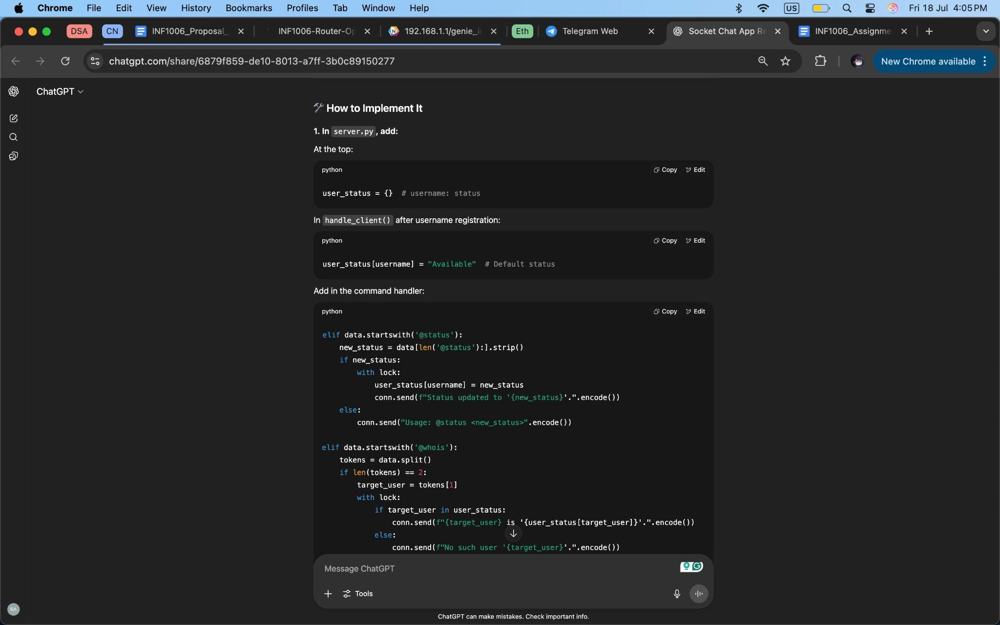 Chrome File Edit View History Bookmarks Profiles Tab Window Help US Fri 18 Jul 4:05 PM
DSA CN INF1006_Proposal_ INF1006-Router-Op 192.168.1.1/genie_i Eth Telegram Web Socket Chat App Re INF1006_Assignme
chatgpt.com/share/6879f859-de10-8013-a7ff-3b0c89150277 New Chrome available
ChatGPT
🛠 How to Implement It
1. In server.py, add:
At the top:
python Copy Edit
user_status = {}  # username: status
In handle_client() after username registration:
python Copy Edit
user_status[username] = "Available"  # Default status
Add in the command handler:
python Copy Edit
elif data.startswith('@status'):
    new_status = data[len('@status'):].strip()
    if new_status:
        with lock:
            user_status[username] = new_status
            conn.send(f"Status updated to '{new_status}'.".encode())
    else:
        conn.send("Usage: @status <new_status>".encode())
elif data.startswith('@whois'):
    tokens = data.split()
    if len(tokens) == 2:
        target_user = tokens[1]
        with lock:
            if target_user in user_status:
                conn.send(f"{target_user} is '{user_status[target_user]}'.".encode())
            else:
                conn.send(f"No such user '{target_user}'.".encode())
Message ChatGPT
Tools
RA
ChatGPT can make mistakes. Check important info.